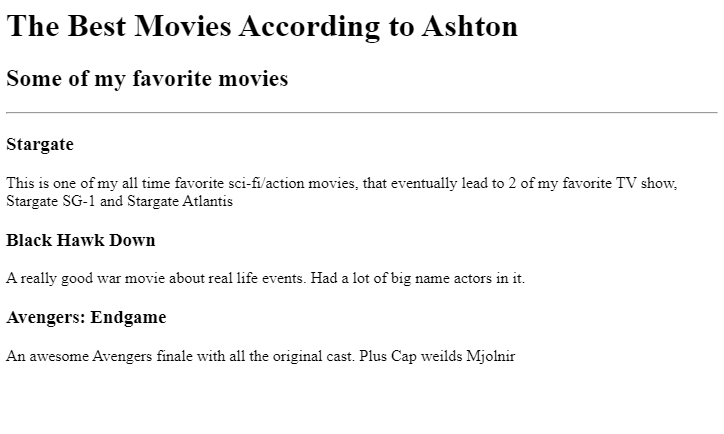 The Best Movies According to Ashton
Some of my favorite movies
Stargate
This is one of my all time favorite sci-fi/action movies, that eventually lead to 2 of my favorite TV show,
Stargate SG-1 and Stargate Atlantis
Black Hawk Down
A really good war movie about real life events. Had a lot of big name actors in it.
Avengers: Endgame
An awesome Avengers finale with all the original cast. Plus Cap weilds Mjolnir